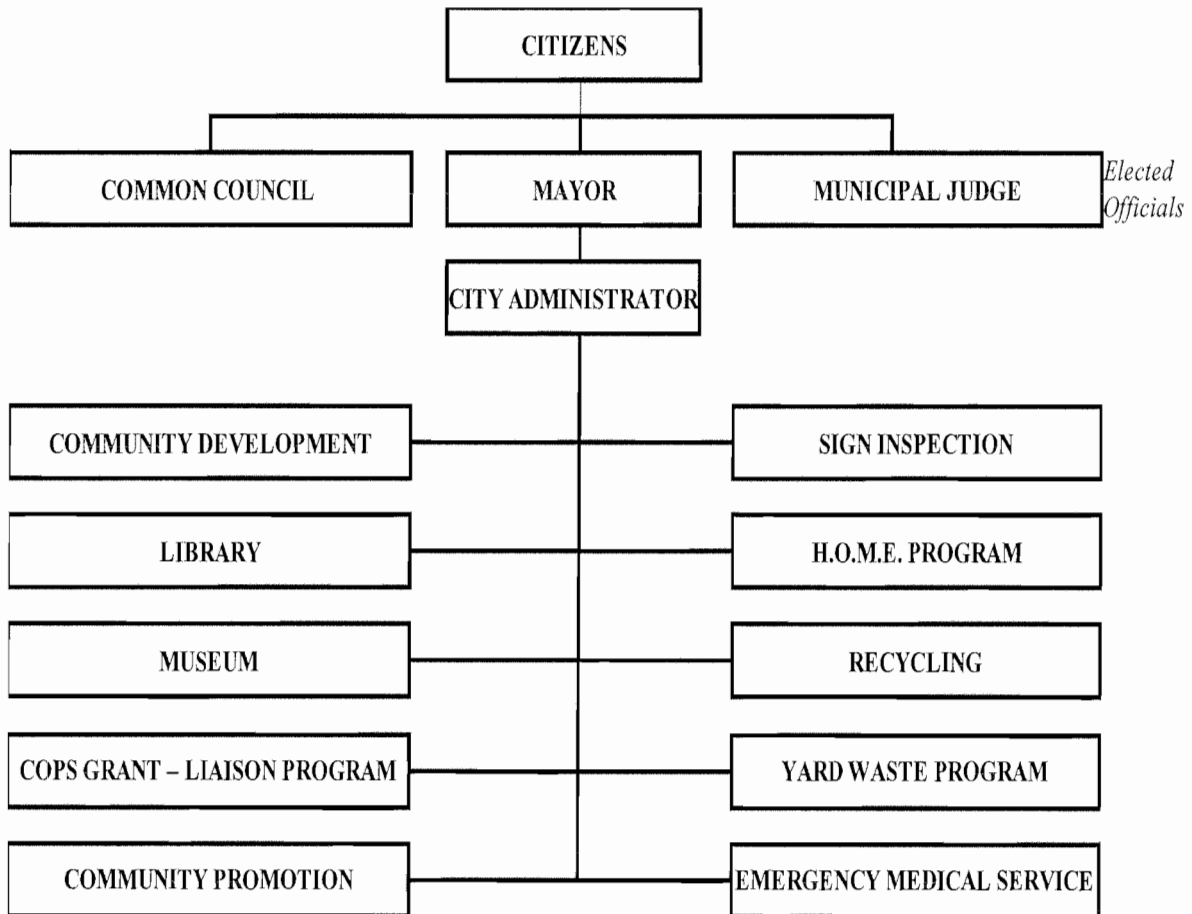 CITIZENS
COMMON COUNCIL
MAYOR
MUNICIPAL JUDGE
Elected
Officials
CITY ADMINISTRATOR
COMMUNITY DEVELOPMENT
SIGN INSPECTION
LIBRARY
H.O.M.E. PROGRAM
MUSEUM
RECYCLING
COPS GRANT – LIAISON PROGRAM
YARD WASTE PROGRAM
COMMUNITY PROMOTION
EMERGENCY MEDICAL SERVICE